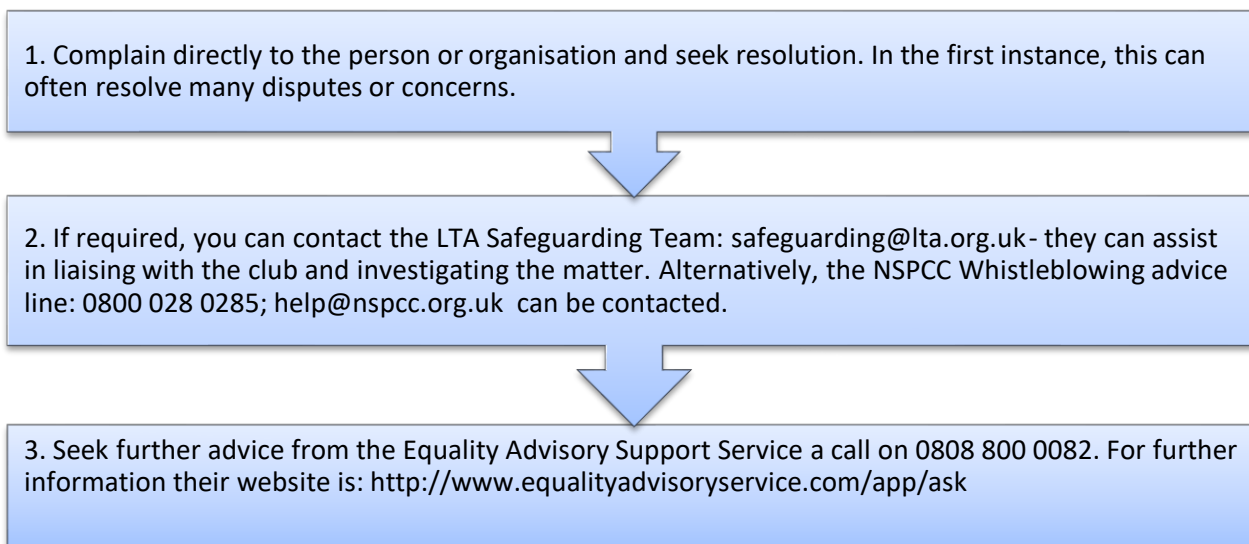 1. Complain directly to the person or organisation and seek resolution. In the first instance, this can
often resolve many disputes or concerns.
2. If required, you can contact the LTA Safeguarding Team: safeguarding@lta.org.uk- they can assist
in liaising with the club and investigating the matter. Alternatively, the NSPCC Whistleblowing advice
line: 0800 028 0285; help@nspcc.org.uk can be contacted.
3. Seek further advice from the Equality Advisory Support Service a call on 0808 800 0082. For further
information their website is: http://www.equalityadvisoryservice.com/app/ask